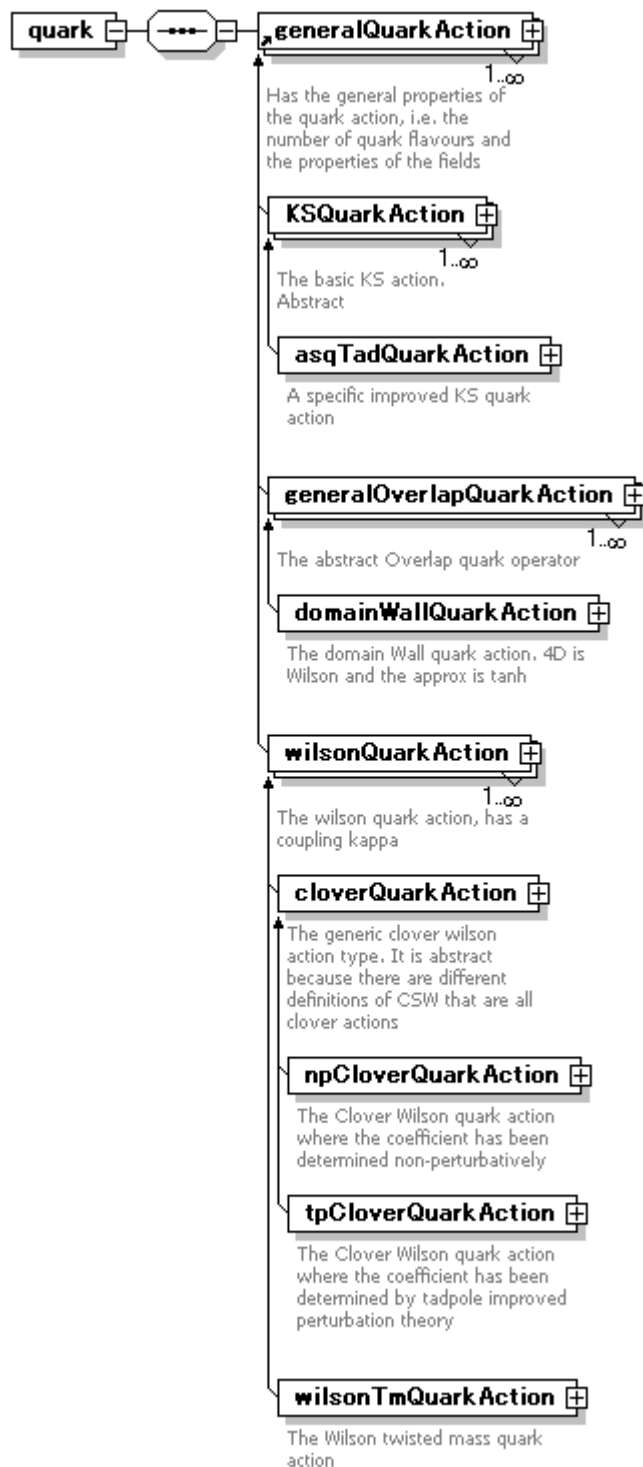 quark
generalQuarkAction
1..∞
Has the general properties of
the quark action, i.e. the
number of quark flavours and
the properties of the fields
KSQuarkAction
1..∞
The basic KS action.
Abstract
asqTadQuarkAction
A specific improved KS quark
action
generalOverlapQuarkAction
1..∞
The abstract Overlap quark operator
domainWallQuarkAction
The domain Wall quark action. 4D is
Wilson and the approx is tanh
wilsonQuarkAction
1..∞
The wilson quark action, has a
coupling kappa
cloverQuarkAction
The generic clover wilson
action type. It is abstract
because there are different
definitions of CSW that are all
clover actions
npCloverQuarkAction
The Clover Wilson quark action
where the coefficient has been
determined non-perturbatively
tpCloverQuarkAction
The Clover Wilson quark action
where the coefficient has been
determined by tadpole improved
perturbation theory
wilsonTmQuarkAction
The Wilson twisted mass quark
action